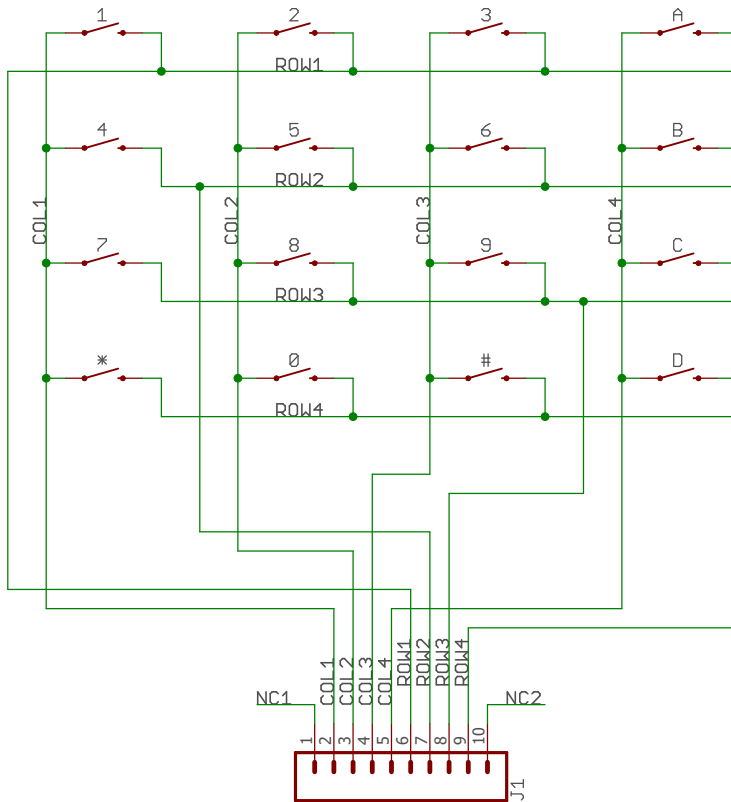 1 2 3 A
ROW1
4 5 6 B
ROW2
COL1 COL2 COL3 COL4
7 8 9 C
ROW3
* 0 # D
ROW4
COL1 COL2 COL3 COL4 ROW1 ROW2 ROW3 ROW4
NC1 NC2
1 2 3 4 5 6 7 8 9 10
J1